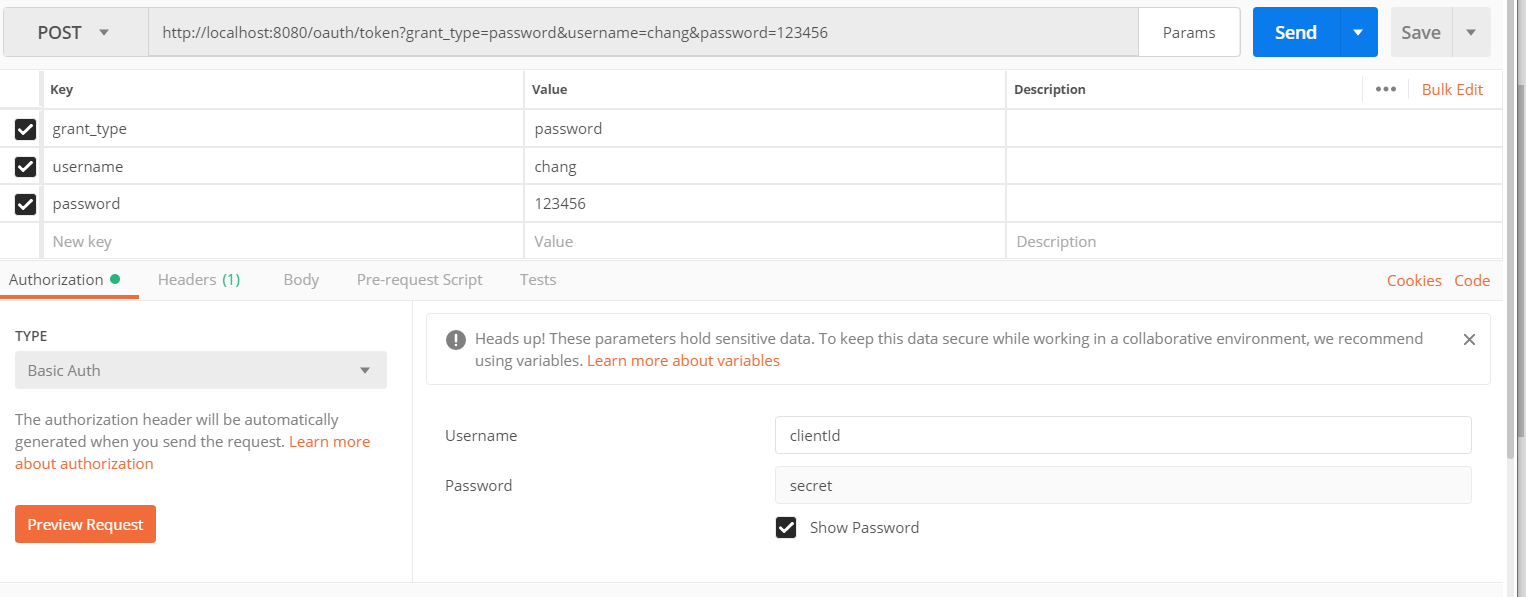 POST http://localhost:8080/oauth/token?grant_type=password&username=chang&password=123456 Params Send Save
Key Value Description ••• Bulk Edit
grant_type password
username chang
password 123456
New key Value Description
Authorization Headers (1) Body Pre-request Script Tests Cookies Code
TYPE
Basic Auth
The authorization header will be automatically
generated when you send the request. Learn more
about authorization
Preview Request
Heads up! These parameters hold sensitive data. To keep this data secure while working in a collaborative environment, we recommend
using variables. Learn more about variables
Username clientId
Password secret
Show Password